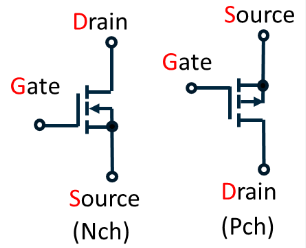 Drain
Gate
Source
(Nch)
Source
Gate
Drain
(Pch)